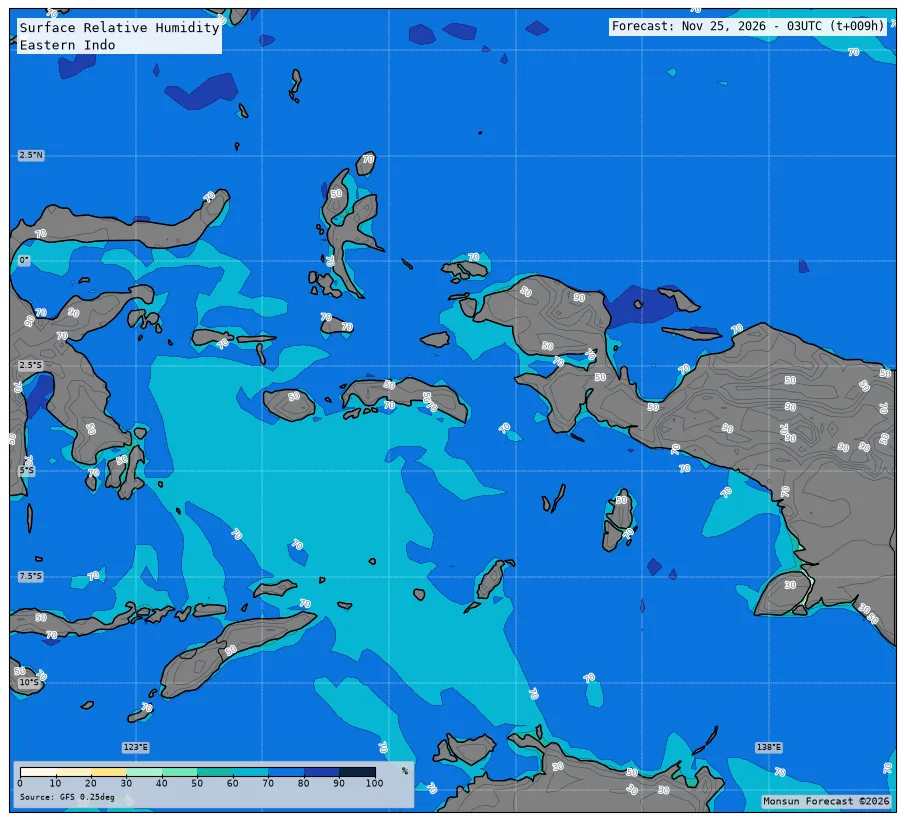 Surface Relative Humidity
Eastern Indo
Forecast: Nov 25, 2026 - 03UTC (t+009h)
2.5°N
0°
2.5°S
5°S
7.5°S
10°S
123°E
138°E
%
0 10 20 30 40 50 60 70 80 90 100
Source: GFS 0.25deg
Monsun Forecast ©2026